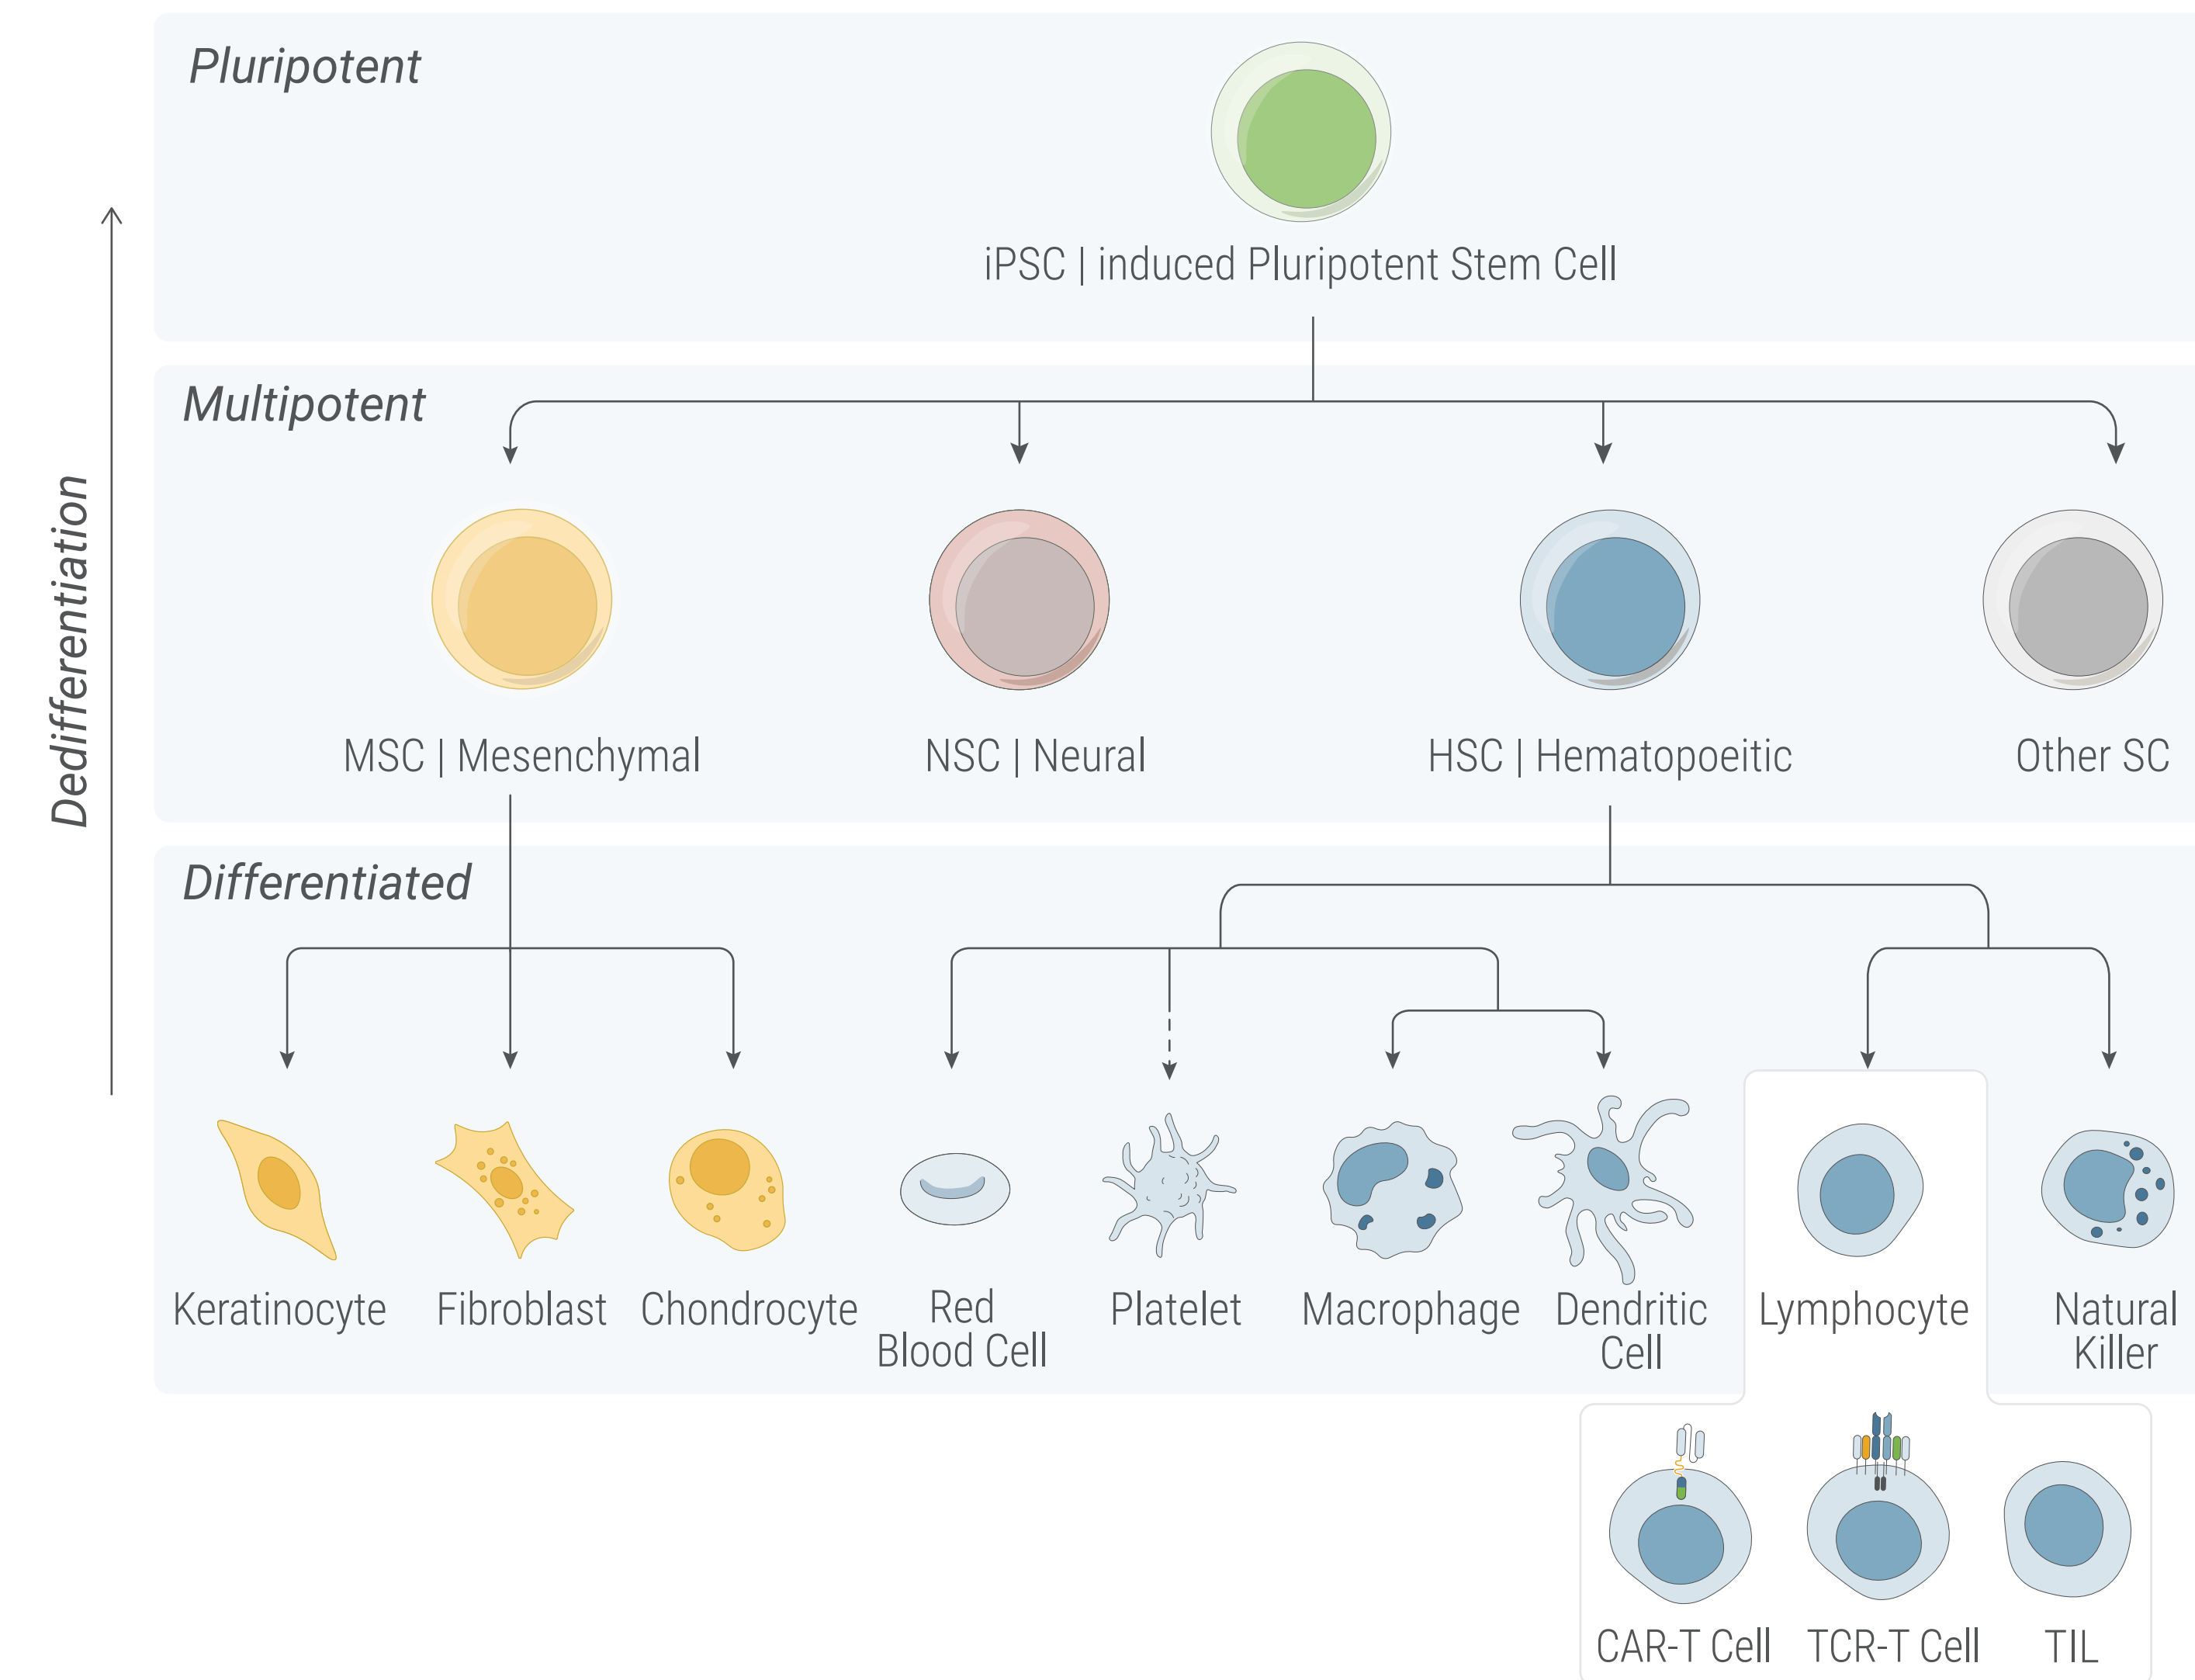 Pluripotent
iPSC | induced Pluripotent Stem Cell
Dedifferentiation
Multipotent
MSC | Mesenchymal
NSC | Neural
HSC | Hematopoeitic
Other SC
Differentiated
Keratinocyte
Fibroblast
Chondrocyte
Red
Blood Cell
Platelet
Macrophage
Dendritic
Cell
Lymphocyte
Natural
Killer
CAR-T Cell
TCR-T Cell
TIL